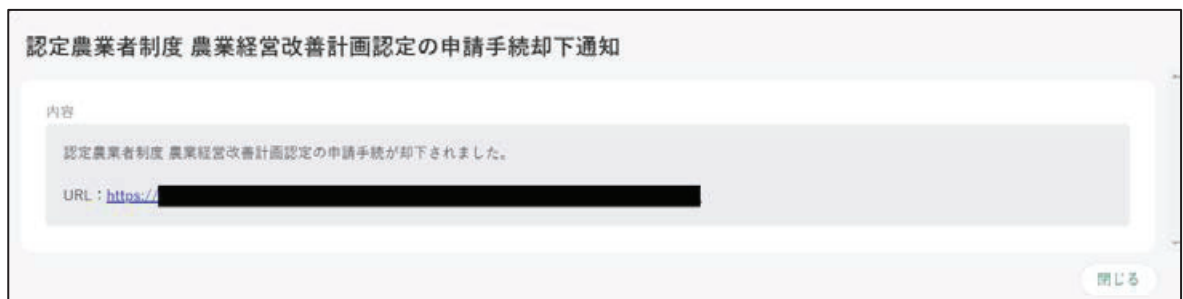 認定農業者制度 農業経営改善計画認定の申請手続却下通知
内容
認定農業者制度 農業経営改善計画認定の申請手続が却下されました。
URL：https://
閉じる